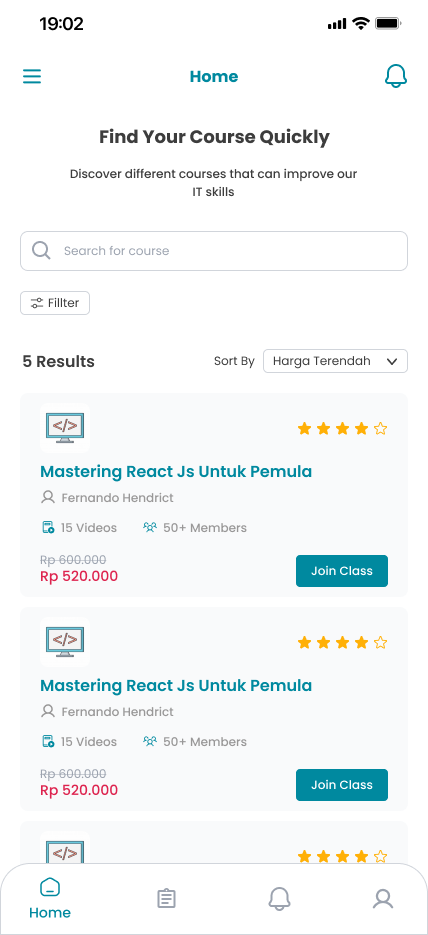 19:02
Home
Find Your Course Quickly
Discover different courses that can improve our
IT skills
Search for course
Fillter
5 Results
Sort By
Harga Terendah
</>
Mastering React Js Untuk Pemula
Fernando Hendrict
15 Videos
50+ Members
Rp 600.000
Rp 520.000
Join Class
</>
Mastering React Js Untuk Pemula
Fernando Hendrict
15 Videos
50+ Members
Rp 600.000
Rp 520.000
Join Class
</>
Home